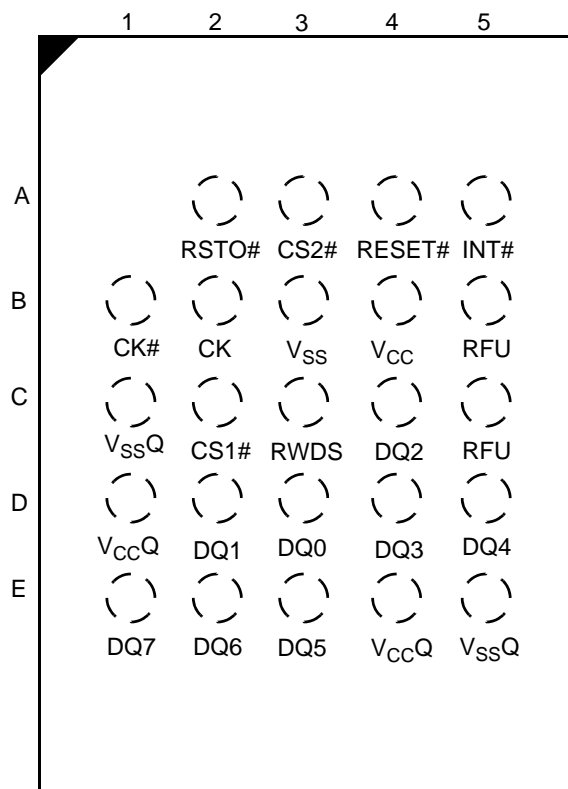 1 2 3 4 5
A
RSTO# CS2# RESET# INT#
B
CK# CK VSS VCC RFU
C
VSSQ CS1# RWDS DQ2 RFU
D
VCCQ DQ1 DQ0 DQ3 DQ4
E
DQ7 DQ6 DQ5 VCCQ VSSQ